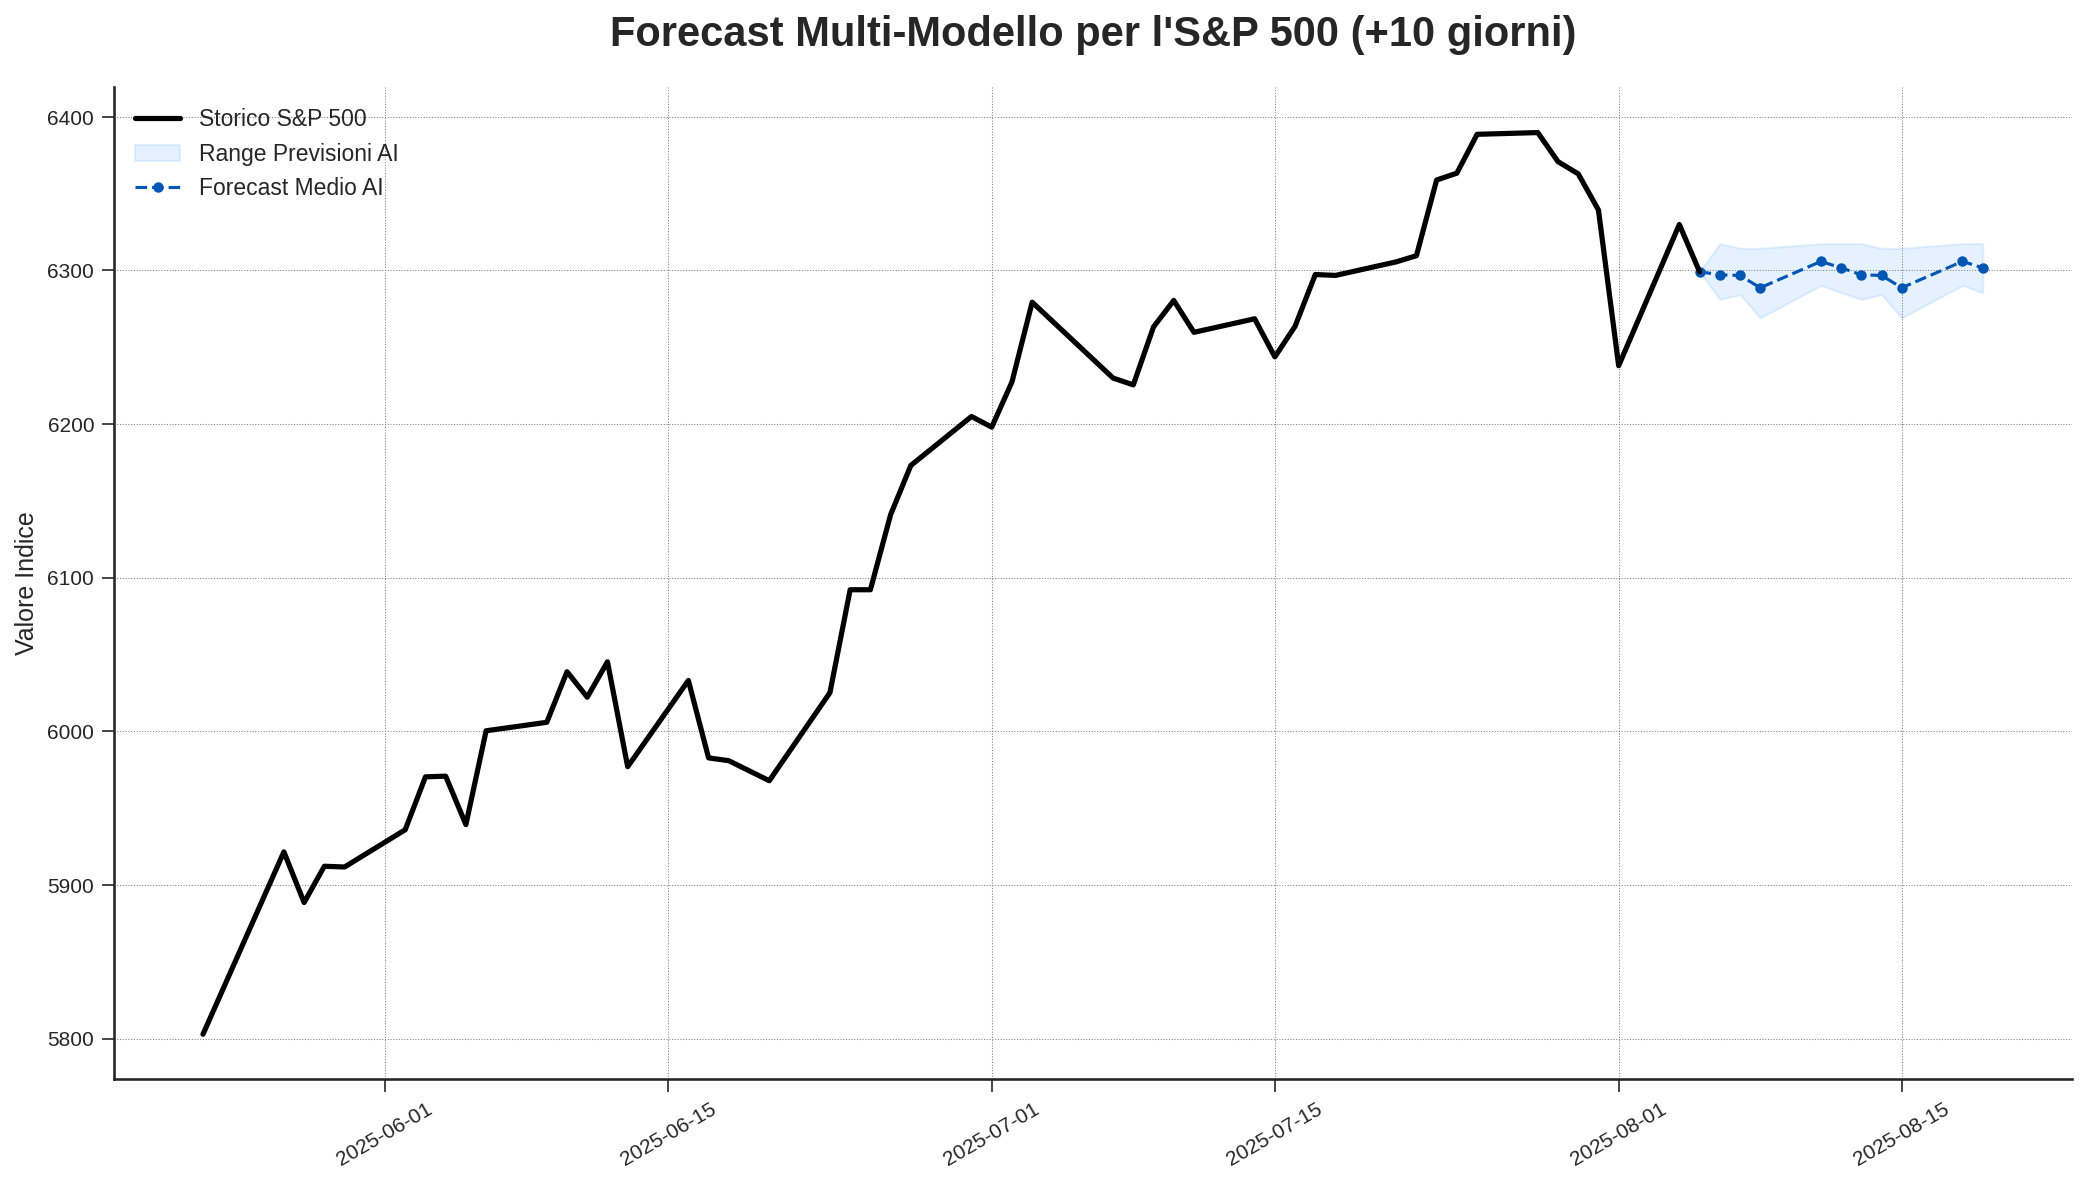 Forecast Multi-Modello per l'S&P 500 (+10 giorni)
Storico S&P 500
Range Previsioni AI
Forecast Medio AI
Valore Indice
6400
6300
6200
6100
6000
5900
5800
2025-06-01
2025-06-15
2025-07-01
2025-07-15
2025-08-01
2025-08-15